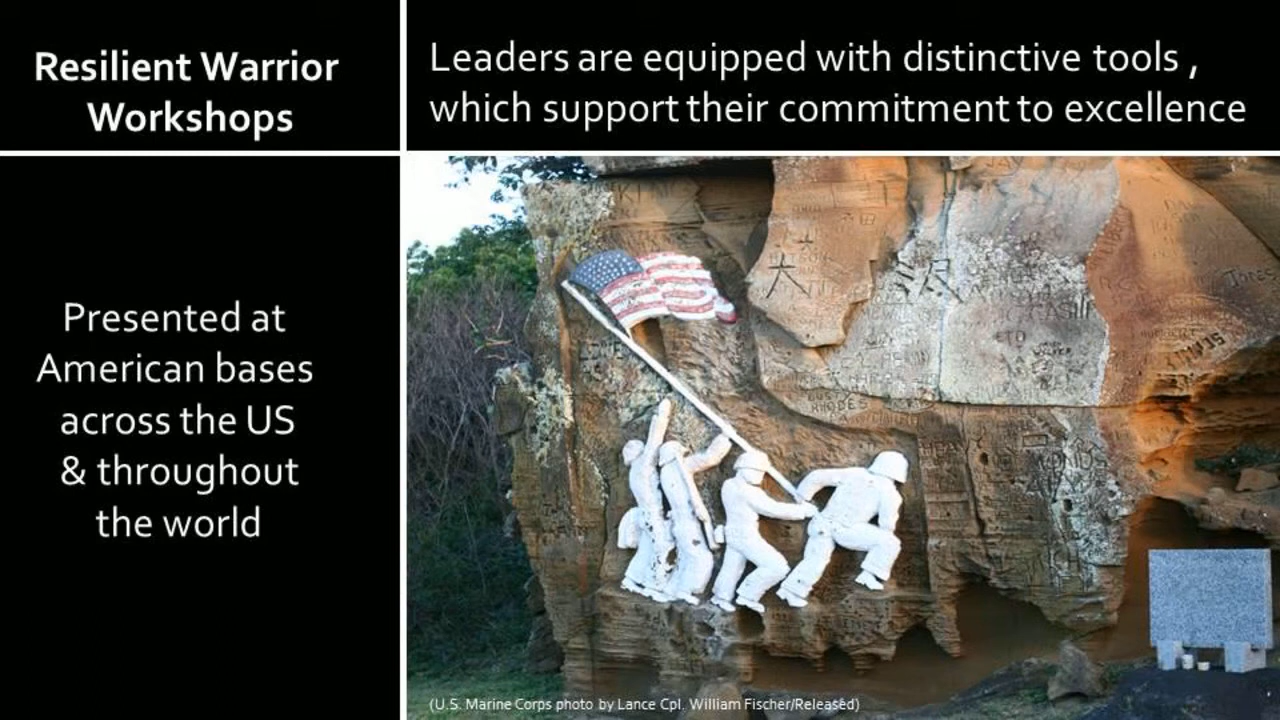 Resilient Warrior
Workshops
Leaders are equipped with distinctive tools ,
which support their commitment to excellence
Presented at
American bases
across the US
& throughout
the world
大
RHODES
(U.S. Marine Corps photo by Lance Cpl. William Fischer/Released)